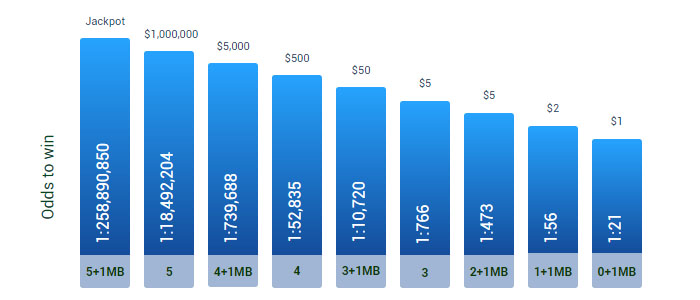 Jackpot
$1,000,000
$5,000
$500
$50
$5
$5
$2
$1
Odds to win
1:258,890,850
1:18,492,204
1:739,688
1:52,835
1:10,720
1:766
1:473
1:56
1:21
5+1MB
5
4+1MB
4
3+1MB
3
2+1MB
1+1MB
0+1MB